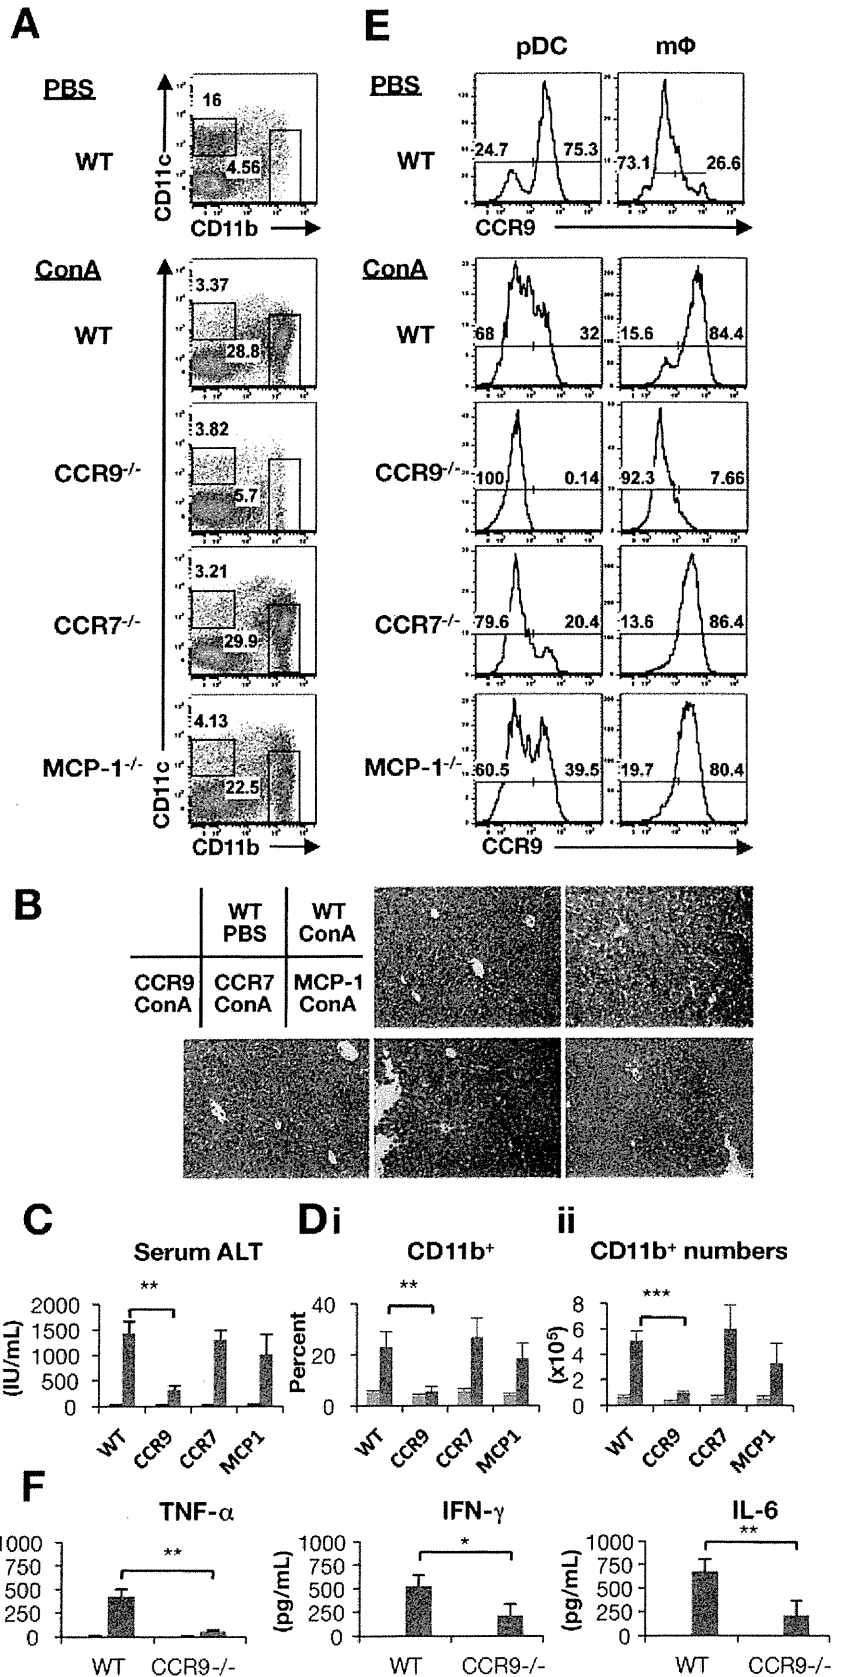 A
PBS
WT
16
4.56
CD11c
CD11b
ConA
WT
3.37
28.8
CCR9-/-
3.82
5.7
CCR7-/-
3.21
29.9
MCP-1-/-
4.13
22.5
CD11c
CD11b
E
pDC mΦ
PBS
WT
24.7 75.3
73.1 26.6
CCR9
ConA
WT
68 32
15.6 84.4
CCR9-/-
100 0.14
92.3 7.66
CCR7-/-
79.6 20.4
13.6 86.4
MCP-1-/-
60.5 39.5
19.7 80.4
CCR9
B
WT PBS
WT ConA
CCR9 ConA
CCR7 ConA
MCP-1 ConA
C
Serum ALT
**
(IU/mL)
2000
1500
1000
500
0
WT CCR9 CCR7 MCP1
D i
CD11b+
**
Percent
40
20
0
WT CCR9 CCR7 MCP1
ii
CD11b+ numbers
***
(x10⁵)
8
6
4
2
0
WT CCR9 CCR7 MCP1
F
TNF-α
**
1000
750
500
250
0
WT CCR9-/-
IFN-γ
*
(pg/mL)
1000
750
500
250
0
WT CCR9-/-
IL-6
**
(pg/mL)
1000
750
500
250
0
WT CCR9-/-